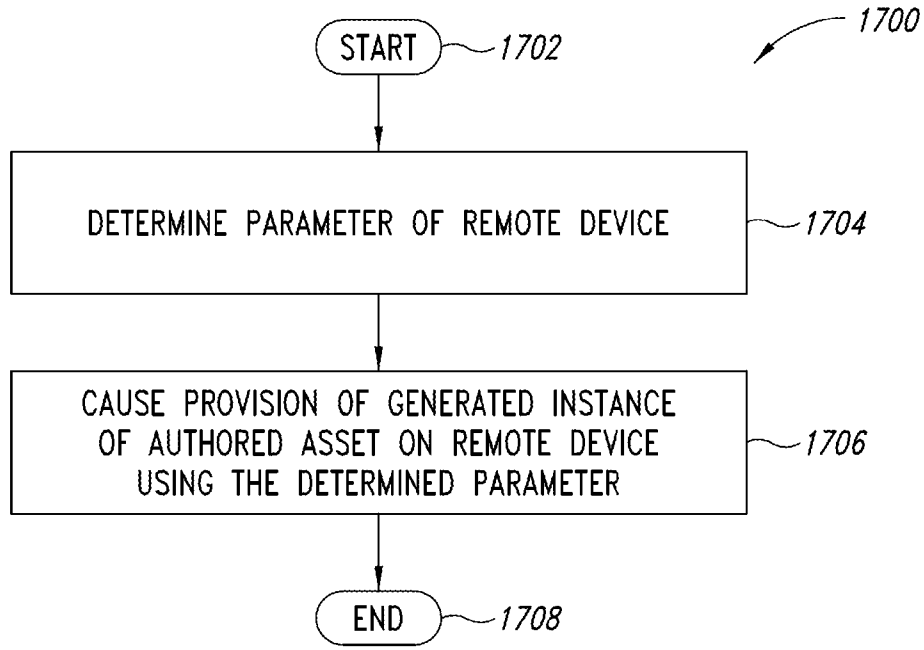 1700
START 1702
DETERMINE PARAMETER OF REMOTE DEVICE 1704
CAUSE PROVISION OF GENERATED INSTANCE
OF AUTHORED ASSET ON REMOTE DEVICE 1706
USING THE DETERMINED PARAMETER
END 1708